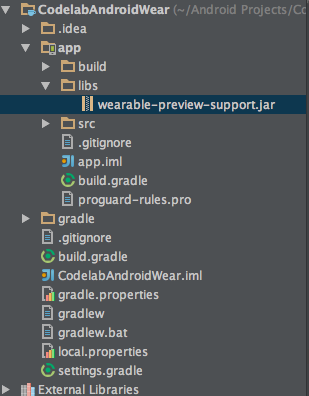 CodelabAndroidWear (~/Android Projects/Co
.idea
app
build
libs
wearable-preview-support.jar
src
.gitignore
app.iml
build.gradle
proguard-rules.pro
gradle
.gitignore
build.gradle
CodelabAndroidWear.iml
gradle.properties
gradlew
gradlew.bat
local.properties
settings.gradle
External Libraries